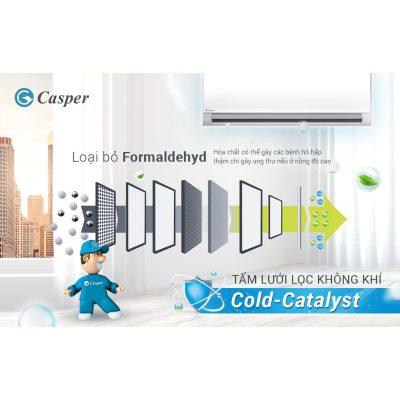 Casper
Loại bỏ Formaldehyd
Hóa chất có thể gây các bệnh hô hấp
thậm chí gây ung thư nếu ở nồng độ cao
Casper
TẤM LƯỚI LỌC KHÔNG KHÍ
Cold-Catalyst